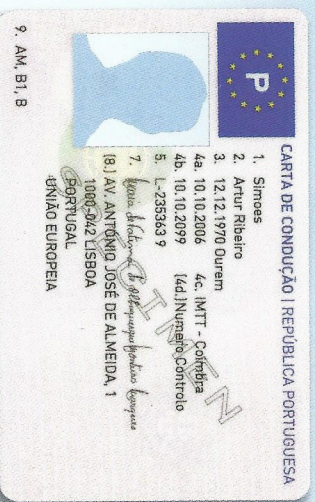 CARTA DE CONDUÇÃO | REPÚBLICA PORTUGUESA
P
1. Simoes
2. Artur Ribeiro
3. 12.12.1970 Ourem
4a. 10.10.2006 4c. IMTT - Coimbra
4b. 10.10.2099 (4d.)Numero Controlo
5. L-235363 9
7.
(8.) AV. ANTÓNIO JOSÉ DE ALMEIDA, 1
1000-042 LISBOA
PORTUGAL
UNIÃO EUROPEIA
SPECIMEN
9. AM, B1, B